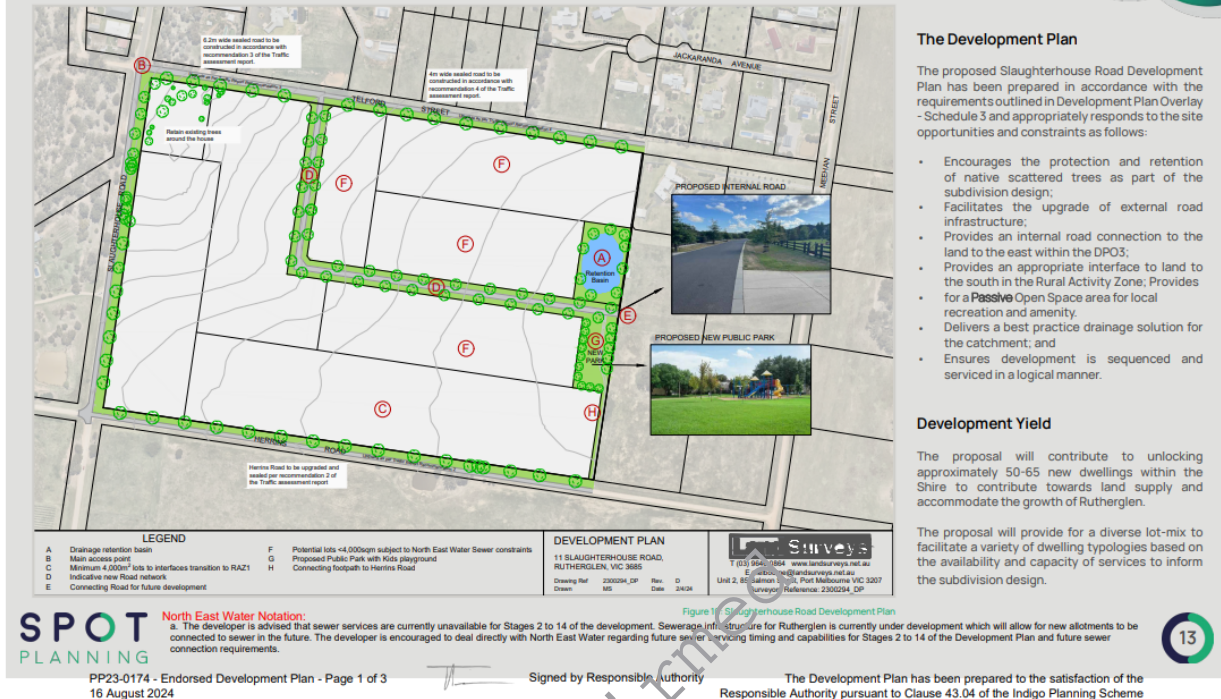 6.2m wide sealed road to be
constructed in accordance with
recommendation 3 of the Traffic
assessment report.
4m wide sealed road to be
constructed in accordance with
recommendation 4 of the Traffic
assessment report.
JACKARANDA AVENUE
B
TELFORD STREET
MEEHAN STREET
Retain existing trees
around the house
SLAUGHTERHOUSE ROAD
D
F
F
F
A
Retention
Basin
D
E
F
G
NEW
PARK
C
H
PROPOSED INTERNAL ROAD
PROPOSED NEW PUBLIC PARK
HERRINS ROAD
Herrins Road to be upgraded and
sealed per recommendation 2 of
the Traffic assessment report
LEGEND
A Drainage retention basin
B Main access point
C Minimum 4,000m² lots to interfaces transition to RAZ1
D Indicative new Road network
E Connecting Road for future development
F Potential lots <4,000sqm subject to North East Water Sewer constraints
G Proposed Public Park with Kids playground
H Connecting footpath to Herrins Road
DEVELOPMENT PLAN
11 SLAUGHTERHOUSE ROAD,
RUTHERGLEN, VIC 3685
Drawing Ref 2300294_DP Rev. D
Drawn MS Date 2/4/24
Land Surveys
www.landsurveys.net.au
Port Melbourne VIC 3207
Reference: 2300294_DP
The Development Plan
The proposed Slaughterhouse Road Development
Plan has been prepared in accordance with the
requirements outlined in Development Plan Overlay
- Schedule 3 and appropriately responds to the site
opportunities and constraints as follows:
• Encourages the protection and retention
of native scattered trees as part of the
subdivision design;
• Facilitates the upgrade of external road
infrastructure;
• Provides an internal road connection to the
land to the east within the DPO3;
• Provides an appropriate interface to land to
the south in the Rural Activity Zone; Provides
• for a Passive Open Space area for local
recreation and amenity.
• Delivers a best practice drainage solution for
the catchment; and
• Ensures development is sequenced and
serviced in a logical manner.
Development Yield
The proposal will contribute to unlocking
approximately 50-65 new dwellings within the
Shire to contribute towards land supply and
accommodate the growth of Rutherglen.
The proposal will provide for a diverse lot-mix to
facilitate a variety of dwelling typologies based on
the availability and capacity of services to inform
the subdivision design.
Slaughterhouse Road Development Plan
SPOT
PLANNING
North East Water Notation:
a. The developer is advised that sewer services are currently unavailable for Stages 2 to 14 of the development. Sewerage infrastructure for Rutherglen is currently under development which will allow for new allotments to be
connected to sewer in the future. The developer is encouraged to deal directly with North East Water regarding future sewer servicing timing and capabilities for Stages 2 to 14 of the Development Plan and future sewer
connection requirements.
13
PP23-0174 - Endorsed Development Plan - Page 1 of 3
16 August 2024
Signed by Responsible Authority
The Development Plan has been prepared to the satisfaction of the
Responsible Authority pursuant to Clause 43.04 of the Indigo Planning Scheme